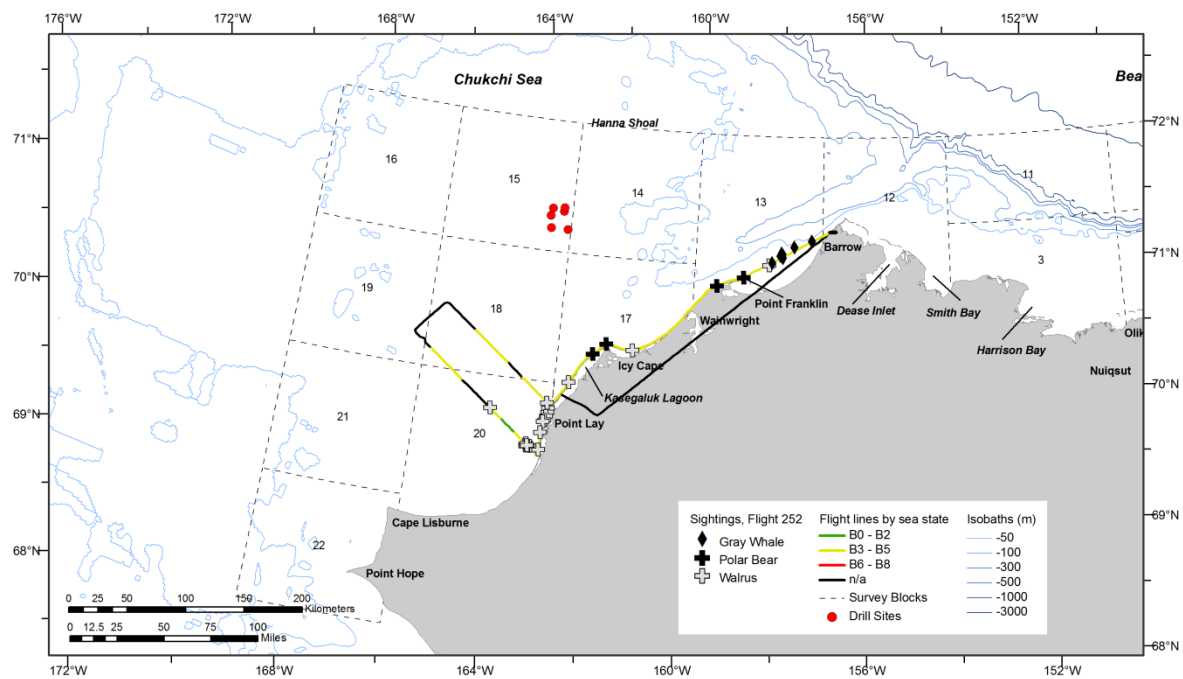 176°W
172°W
168°W
164°W
160°W
156°W
152°W
Chukchi Sea
Bea
71°N
72°N
Hanna Shoal
16
15
14
13
12
11
3
70°N
71°N
Barrow
19
18
17
Point Franklin
Dease Inlet
Smith Bay
Wainwright
Harrison Bay
Olik
Icy Cape
Nuiqsut
Kasegaluk Lagoon
70°N
69°N
21
20
Point Lay
Cape Lisburne
69°N
22
68°N
Point Hope
0 25 50 100 150 200
Kilometers
0 12.5 25 50 75 100
Miles
Sightings, Flight 252
Gray Whale
Polar Bear
Walrus
Flight lines by sea state
B0 - B2
B3 - B5
B6 - B8
n/a
Survey Blocks
Drill Sites
Isobaths (m)
-50
-100
-300
-500
-1000
-3000
68°N
172°W
164°W
162°W
160°W
158°W
156°W
154°W
152°W